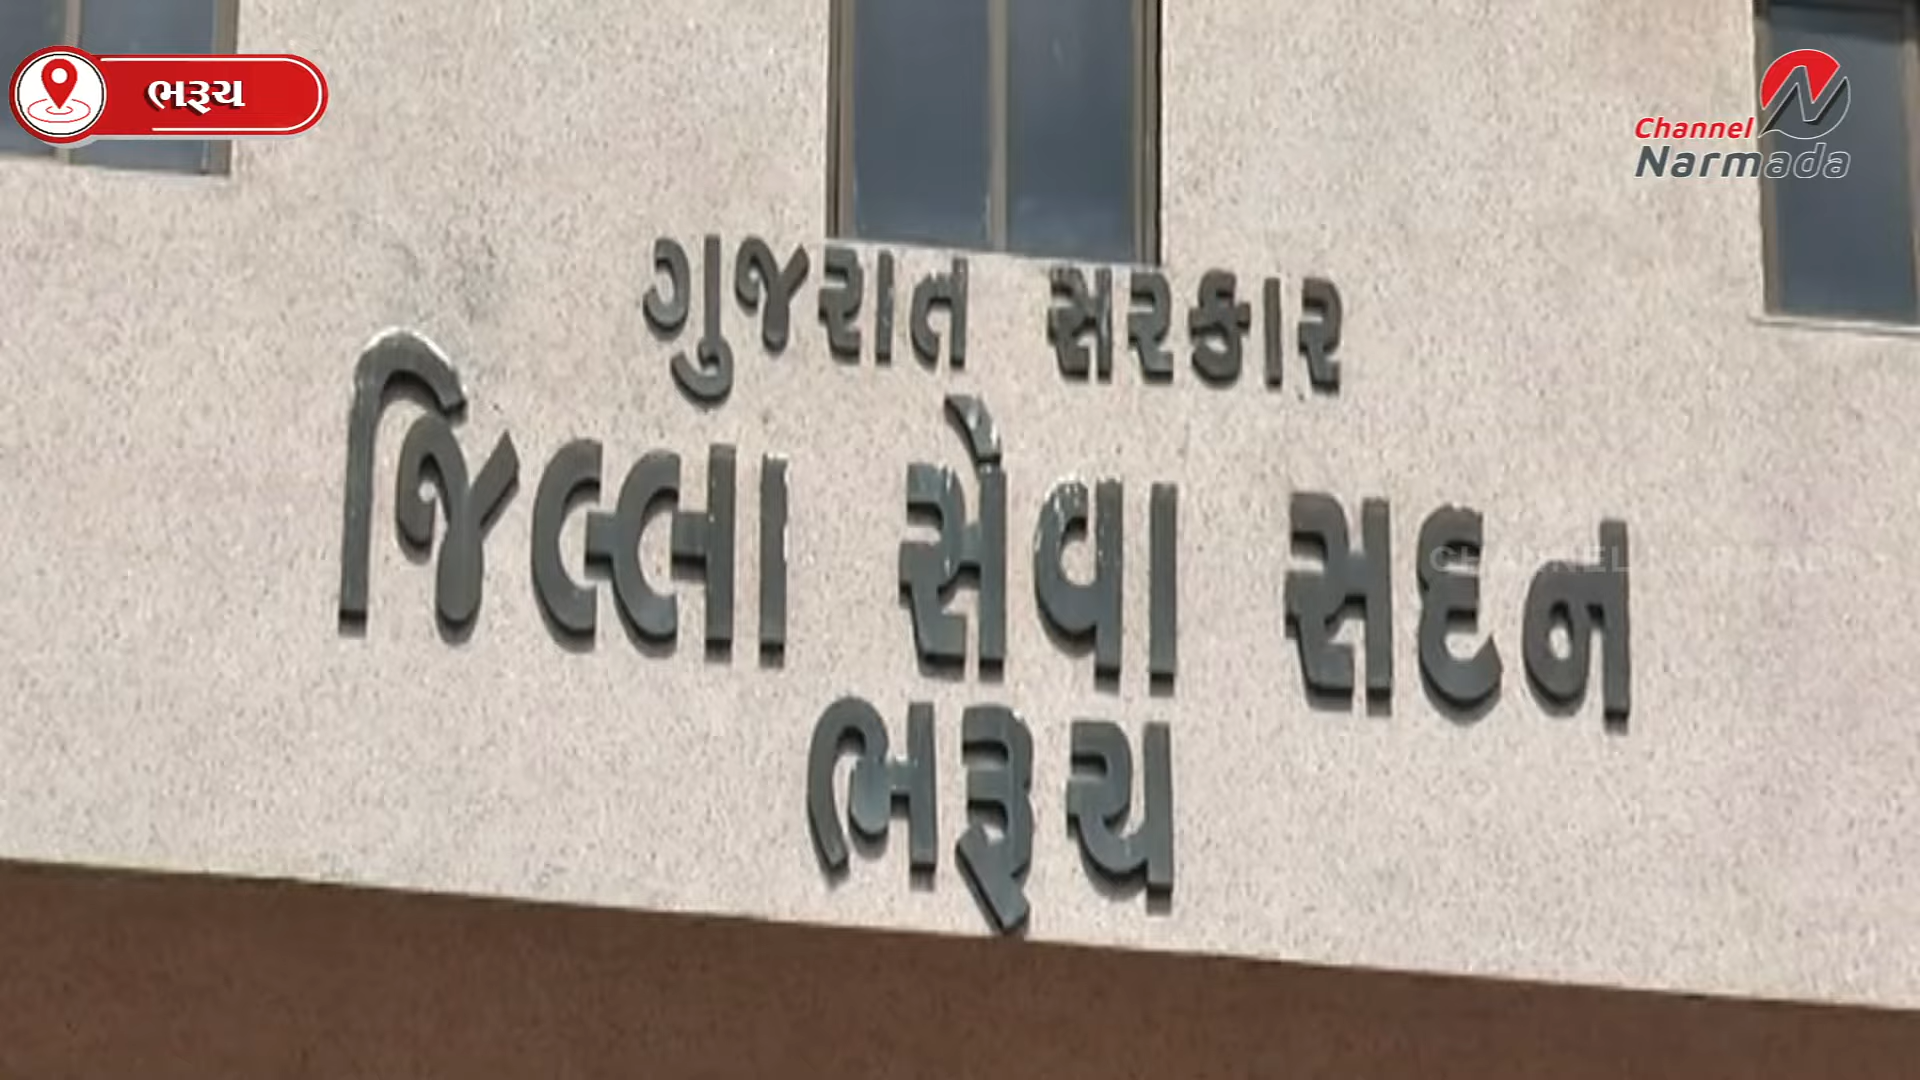 ભરૂચ
Channel
Narmada
ગુજરાત સરકાર
જિલ્લા સેવા સદન
ભરૂચ